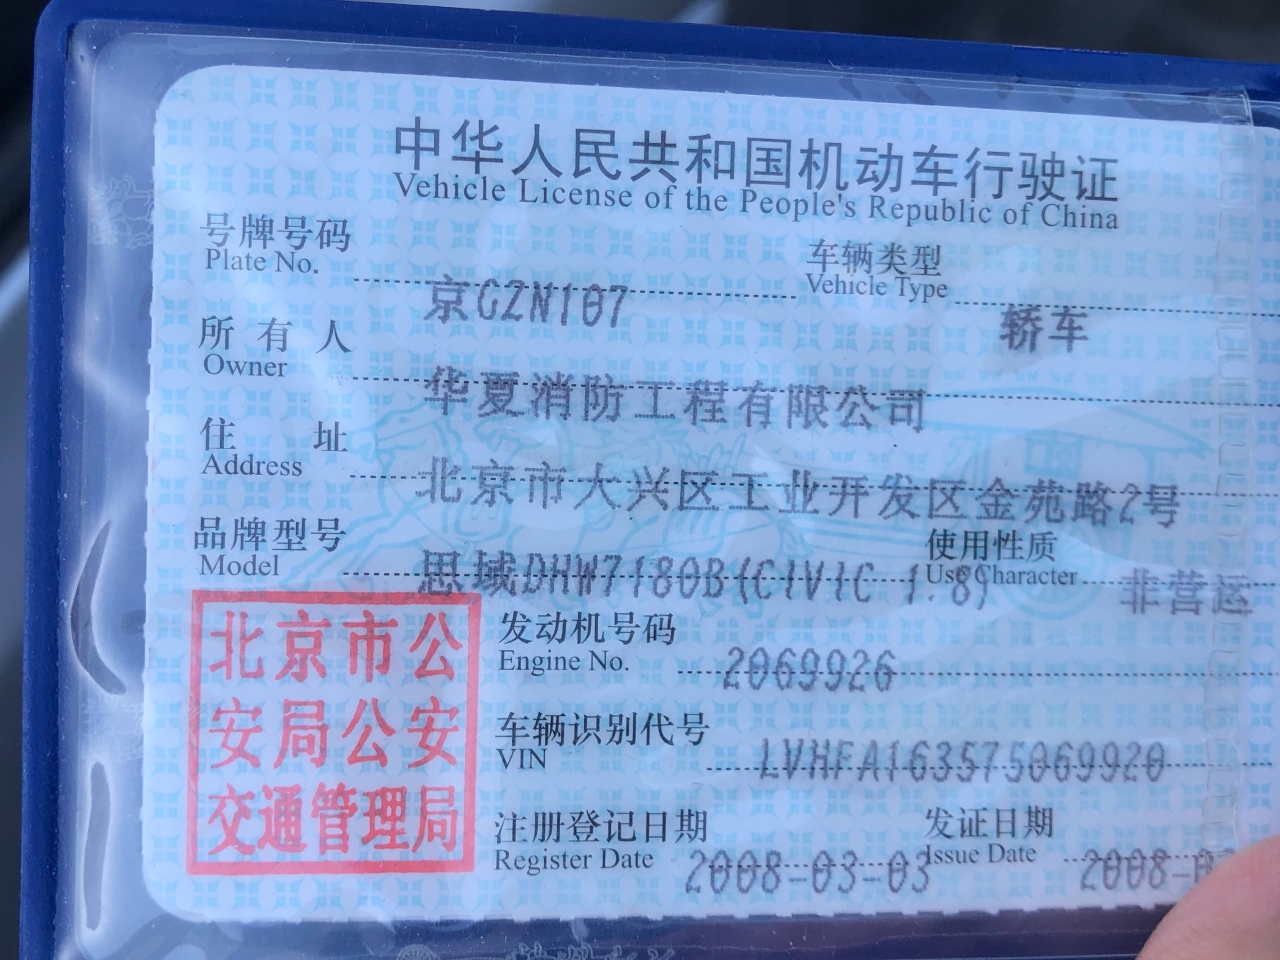 中华人民共和国机动车行驶证
Vehicle License of the People's Republic of China
号牌号码 京GZN107 车辆类型 轿车
Plate No. Vehicle Type
所有人 华夏消防工程有限公司
Owner
住址 北京市大兴区工业开发区金苑路2号
Address
品牌型号 思域DHW7180B(CIVIC 1.8) 使用性质 非营运
Model Use Character
发动机号码 2069926
Engine No.
车辆识别代号 LVHFA163575069920
VIN
注册登记日期 2008-03-03 发证日期 2008-0
Register Date Issue Date
北京市公
安局公安
交通管理局